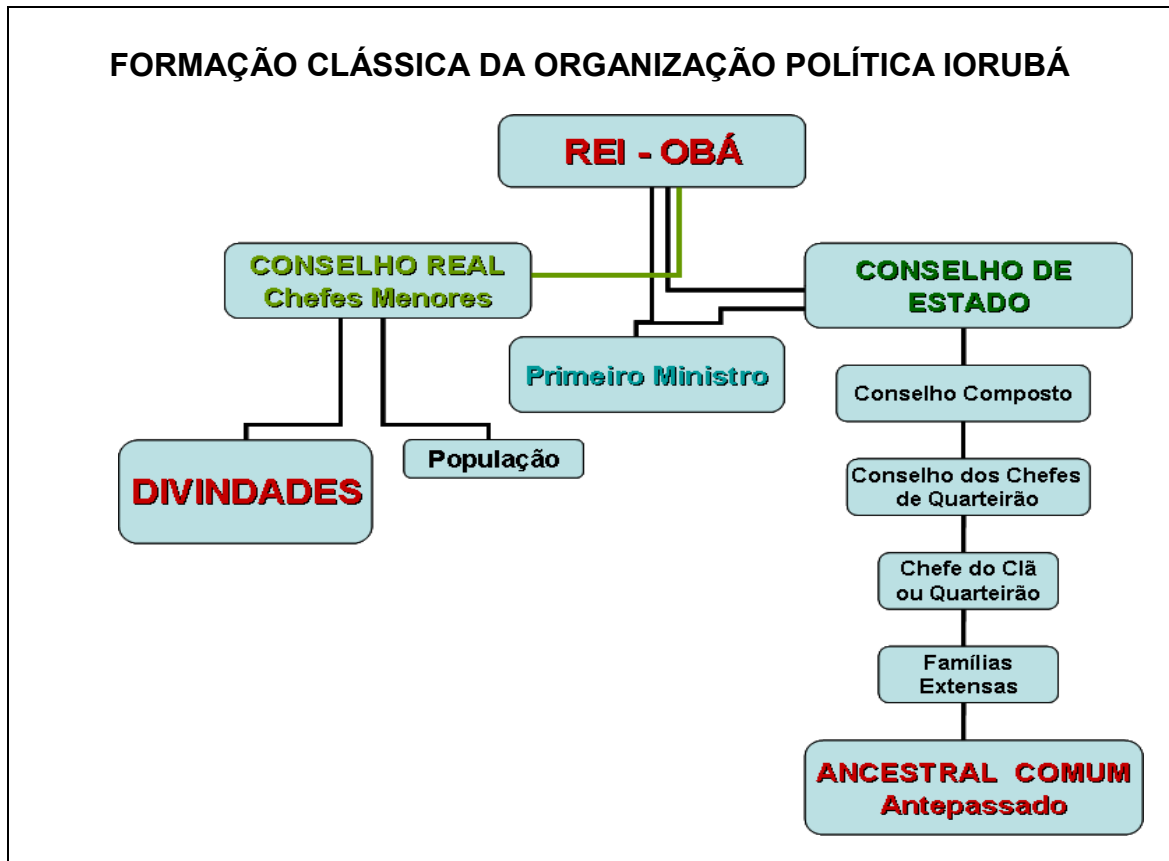 FORMAÇÃO CLÁSSICA DA ORGANIZAÇÃO POLÍTICA IORUBÁ
REI - OBÁ
CONSELHO REAL
Chefes Menores
CONSELHO DE
ESTADO
Primeiro Ministro
Conselho Composto
DIVINDADES
População
Conselho dos Chefes
de Quarteirão
Chefe do Clã
ou Quarteirão
Famílias
Extensas
ANCESTRAL COMUM
Antepassado